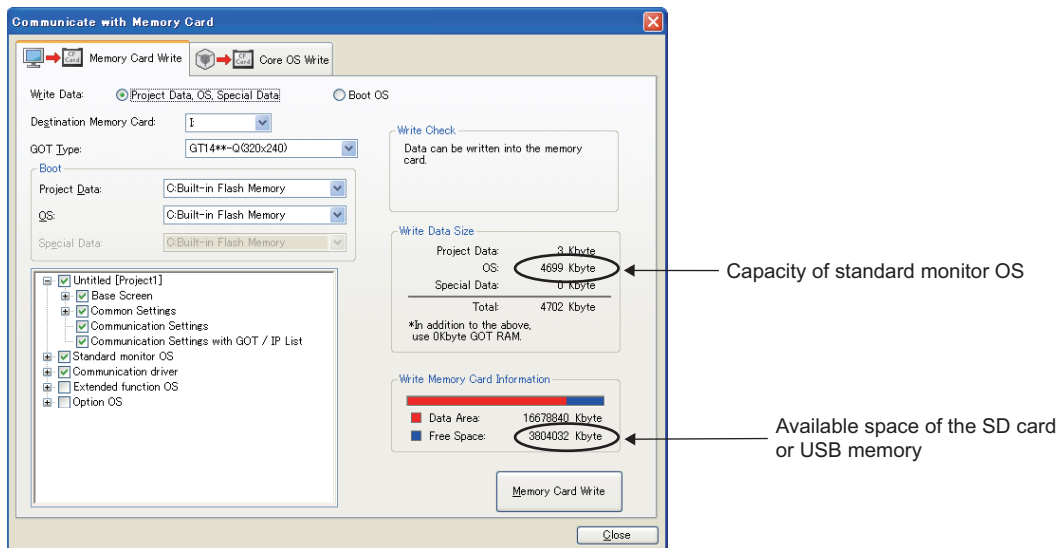 Communicate with Memory Card
CF Card
Memory Card Write
CF Card
Core OS Write
Write Data:
Project Data, OS, Special Data
Boot OS
Destination Memory Card:
I:
GOT Type:
GT14**-Q(320x240)
Boot
Project Data:
C:Built-in Flash Memory
OS:
C:Built-in Flash Memory
Special Data:
C:Built-in Flash Memory
Untitled [Project1]
Base Screen
Common Settings
Communication Settings
Communication Settings with GOT / IP List
Standard monitor OS
Communication driver
Extended function OS
Option OS
Write Check
Data can be written into the memory
card.
Write Data Size
Project Data: 3 Kbyte
OS: 4699 Kbyte
Special Data: 0 Kbyte
Total: 4702 Kbyte
*In addition to the above,
use 0Kbyte GOT RAM.
Write Memory Card Information
Data Area: 16678840 Kbyte
Free Space: 3804032 Kbyte
Memory Card Write
Close
Capacity of standard monitor OS
Available space of the SD card
or USB memory